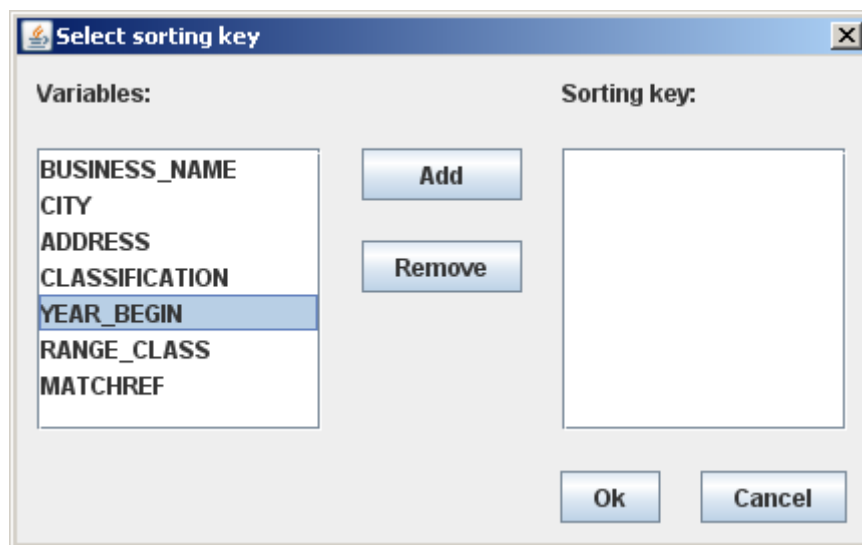 Select sorting key
Variables:
Sorting key:
BUSINESS_NAME
CITY
ADDRESS
CLASSIFICATION
YEAR_BEGIN
RANGE_CLASS
MATCHREF
Add
Remove
Ok
Cancel